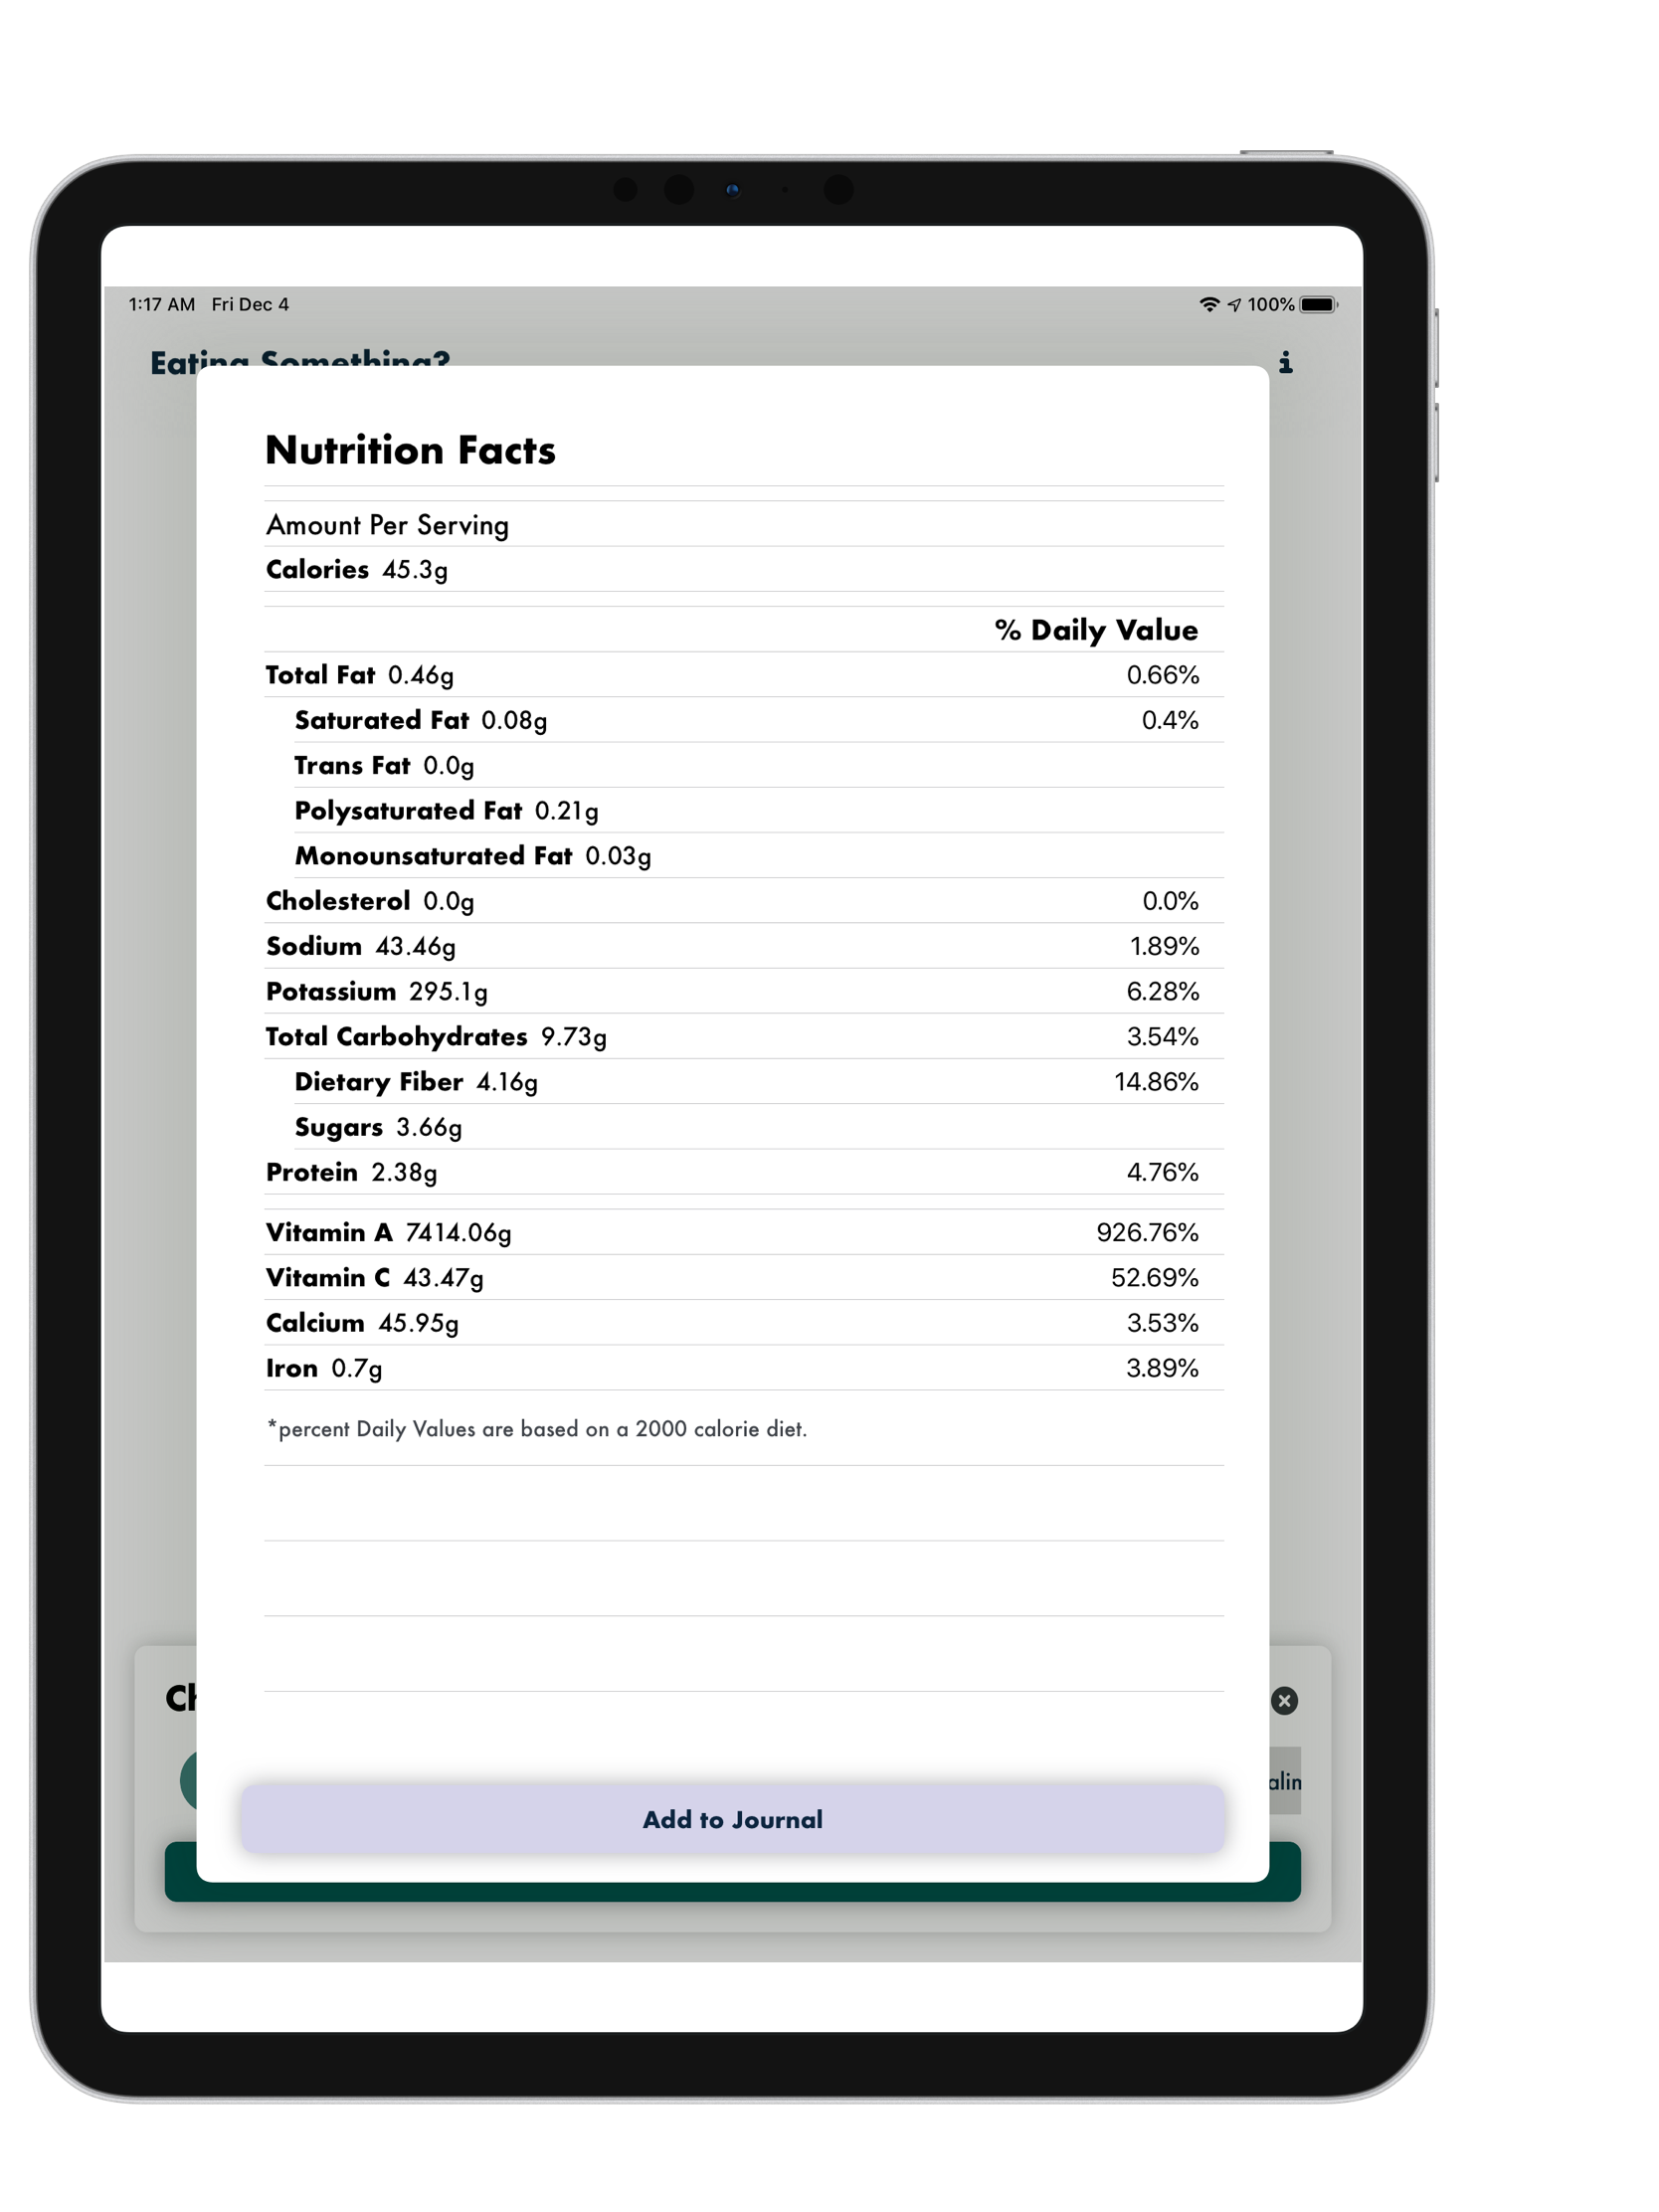 1:17 AM Fri Dec 4 100%
Eating Something?
Nutrition Facts
Amount Per Serving
Calories 45.3g
% Daily Value
Total Fat 0.46g 0.66%
Saturated Fat 0.08g 0.4%
Trans Fat 0.0g
Polysaturated Fat 0.21g
Monounsaturated Fat 0.03g
Cholesterol 0.0g 0.0%
Sodium 43.46g 1.89%
Potassium 295.1g 6.28%
Total Carbohydrates 9.73g 3.54%
Dietary Fiber 4.16g 14.86%
Sugars 3.66g
Protein 2.38g 4.76%
Vitamin A 7414.06g 926.76%
Vitamin C 43.47g 52.69%
Calcium 45.95g 3.53%
Iron 0.7g 3.89%
*percent Daily Values are based on a 2000 calorie diet.
Add to Journal